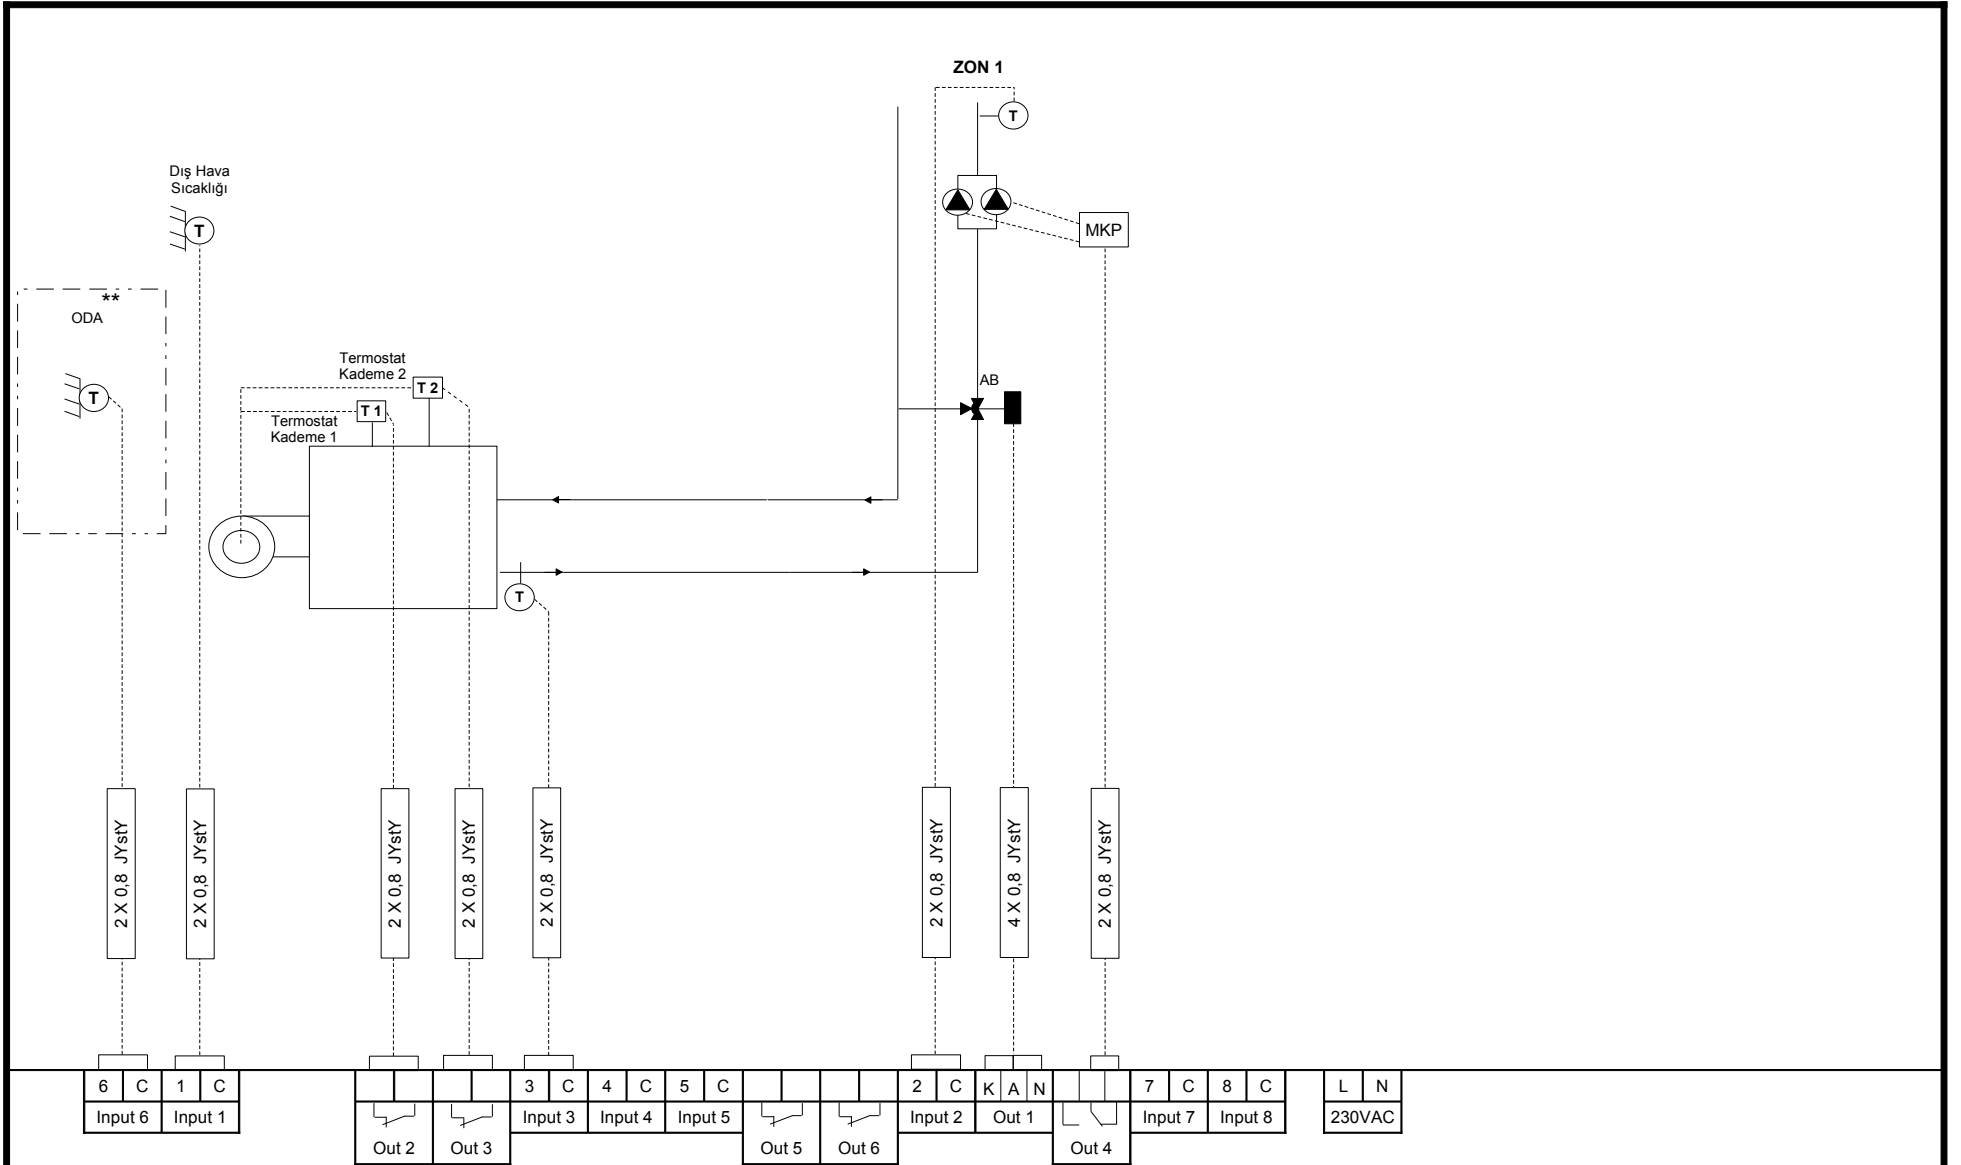 ZON 1
T
Dış Hava
Sıcaklığı
T
MKP
**
ODA
T
Termostat
Kademe 2
T 2
AB
T 1
Termostat
Kademe 1
T
2 X 0,8 JYstY
2 X 0,8 JYstY
2 X 0,8 JYstY
2 X 0,8 JYstY
2 X 0,8 JYstY
2 X 0,8 JYstY
4 X 0,8 JYstY
2 X 0,8 JYstY
6 C 1 C 3 C 4 C 5 C 2 C K A N 7 C 8 C L N
Input 6 Input 1 Input 3 Input 4 Input 5 Input 2 Out 1 Input 7 Input 8 230VAC
Out 2 Out 3 Out 5 Out 6 Out 4